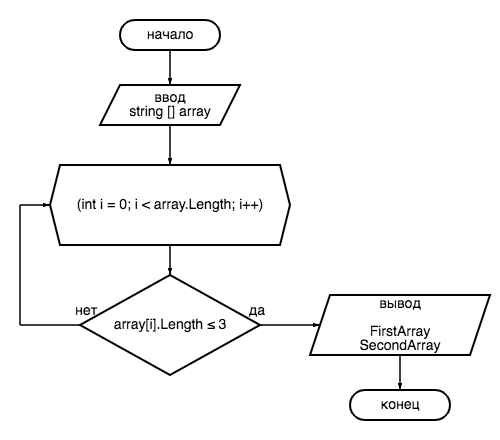 начало
ввод
string [] array
(int i = 0; i < array.Length; i++)
нет
array[i].Length ≤ 3
да
вывод
FirstArray
SecondArray
конец